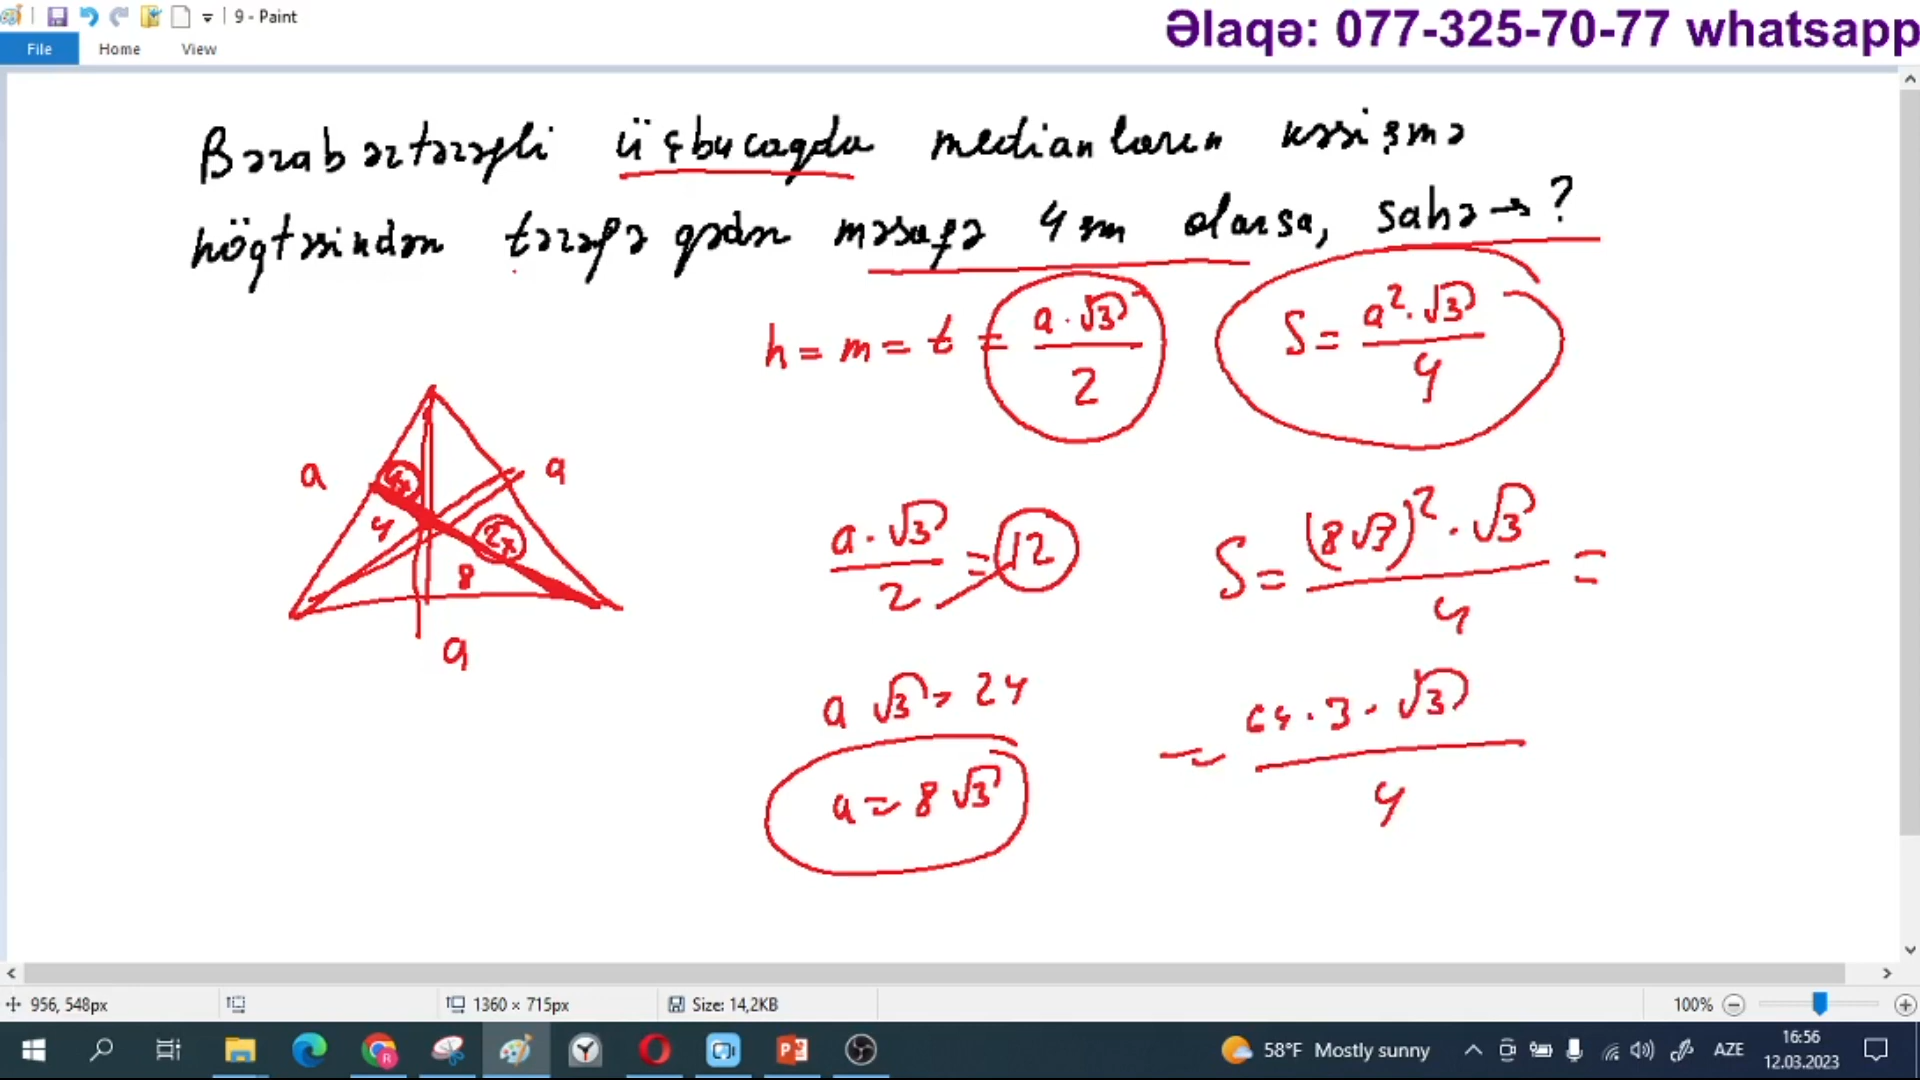 9 - Paint
Əlaqə: 077-325-70-77 whatsapp
File Home View
Bərabərtərəfli üçbucaqda medianların kəsişmə
nöqtəsindən tərəfə qədər məsafə 4 sm olarsa, sahə → ?
h = m = t = a · √3 / 2
S = a² · √3 / 4
a
a
4
2x
8
a
a · √3 / 2 = 12
S = (8√3)² · √3 / 4 =
a √3 = 24
= 64 · 3 · √3 / 4
a = 8 √3
956, 548px
1360 × 715px
Size: 14,2KB
100%
58°F Mostly sunny
AZE
16:56
12.03.2023